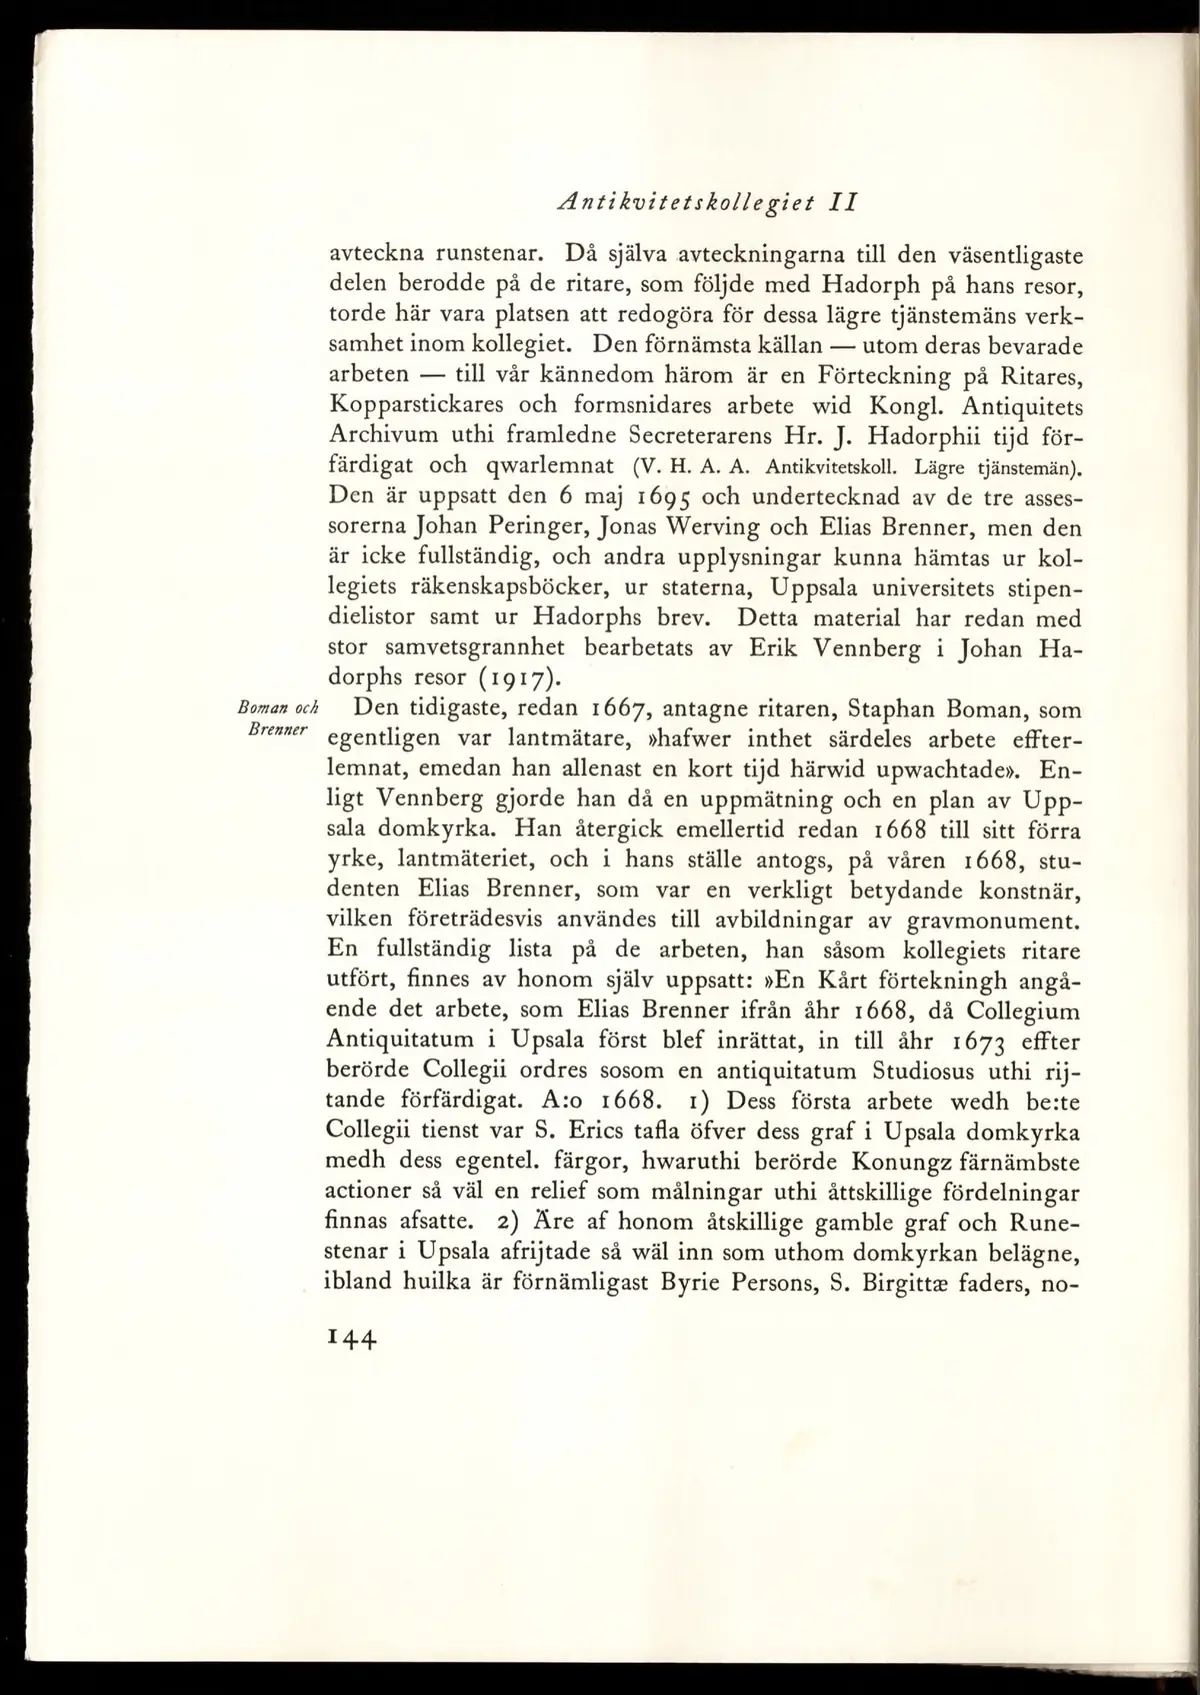 Antikvitetskollegiet II
avteckna runstenar. Då själva avteckningarna till den väsentligaste
delen berodde på de ritare, som följde med Hadorph på hans resor,
torde här vara platsen att redogöra för dessa lägre tjänstemäns verk-
samhet inom kollegiet. Den förnämsta källan — utom deras bevarade
arbeten — till vår kännedom härom är en Förteckning på Ritares,
Kopparstickares och formsnidares arbete wid Kongl. Antiquitets
Archivum uthi framledne Secreterarens Hr. J. Hadorphii tijd för-
färdigat och qwarlemnat (V. H. A. A. Antikvitetskoll. Lägre tjänstemän).
Den är uppsatt den 6 maj 1695 och undertecknad av de tre asses-
sorerna Johan Peringer, Jonas Werving och Elias Brenner, men den
är icke fullständig, och andra upplysningar kunna hämtas ur kol-
legiets räkenskapsböcker, ur staterna, Uppsala universitets stipen-
dielistor samt ur Hadorphs brev. Detta material har redan med
stor samvetsgrannhet bearbetats av Erik Vennberg i Johan Ha-
dorphs resor (1917).
Boman och
Brenner
Den tidigaste, redan 1667, antagne ritaren, Staphan Boman, som
egentligen var lantmätare, »hafwer inthet särdeles arbete effter-
lemnat, emedan han allenast en kort tijd härwid upwachtade». En-
ligt Vennberg gjorde han då en uppmätning och en plan av Upp-
sala domkyrka. Han återgick emellertid redan 1668 till sitt förra
yrke, lantmäteriet, och i hans ställe antogs, på våren 1668, stu-
denten Elias Brenner, som var en verkligt betydande konstnär,
vilken företrädesvis användes till avbildningar av gravmonument.
En fullständig lista på de arbeten, han såsom kollegiets ritare
utfört, finnes av honom själv uppsatt: »En Kårt förtekningh angå-
ende det arbete, som Elias Brenner ifrån åhr 1668, då Collegium
Antiquitatum i Upsala först blef inrättat, in till åhr 1673 effter
berörde Collegii ordres sosom en antiquitatum Studiosus uthi rij-
tande förfärdigat. A:o 1668. 1) Dess första arbete wedh be:te
Collegii tienst var S. Erics tafla öfver dess graf i Upsala domkyrka
medh dess egentel. färgor, hwaruthi berörde Konungz färnämbste
actioner så väl en relief som målningar uthi åttskillige fördelningar
finnas afsatte. 2) Äre af honom åtskillige gamble graf och Rune-
stenar i Upsala afrijtade så wäl inn som uthom domkyrkan belägne,
ibland huilka är förnämligast Byrie Persons, S. Birgittæ faders, no-
144